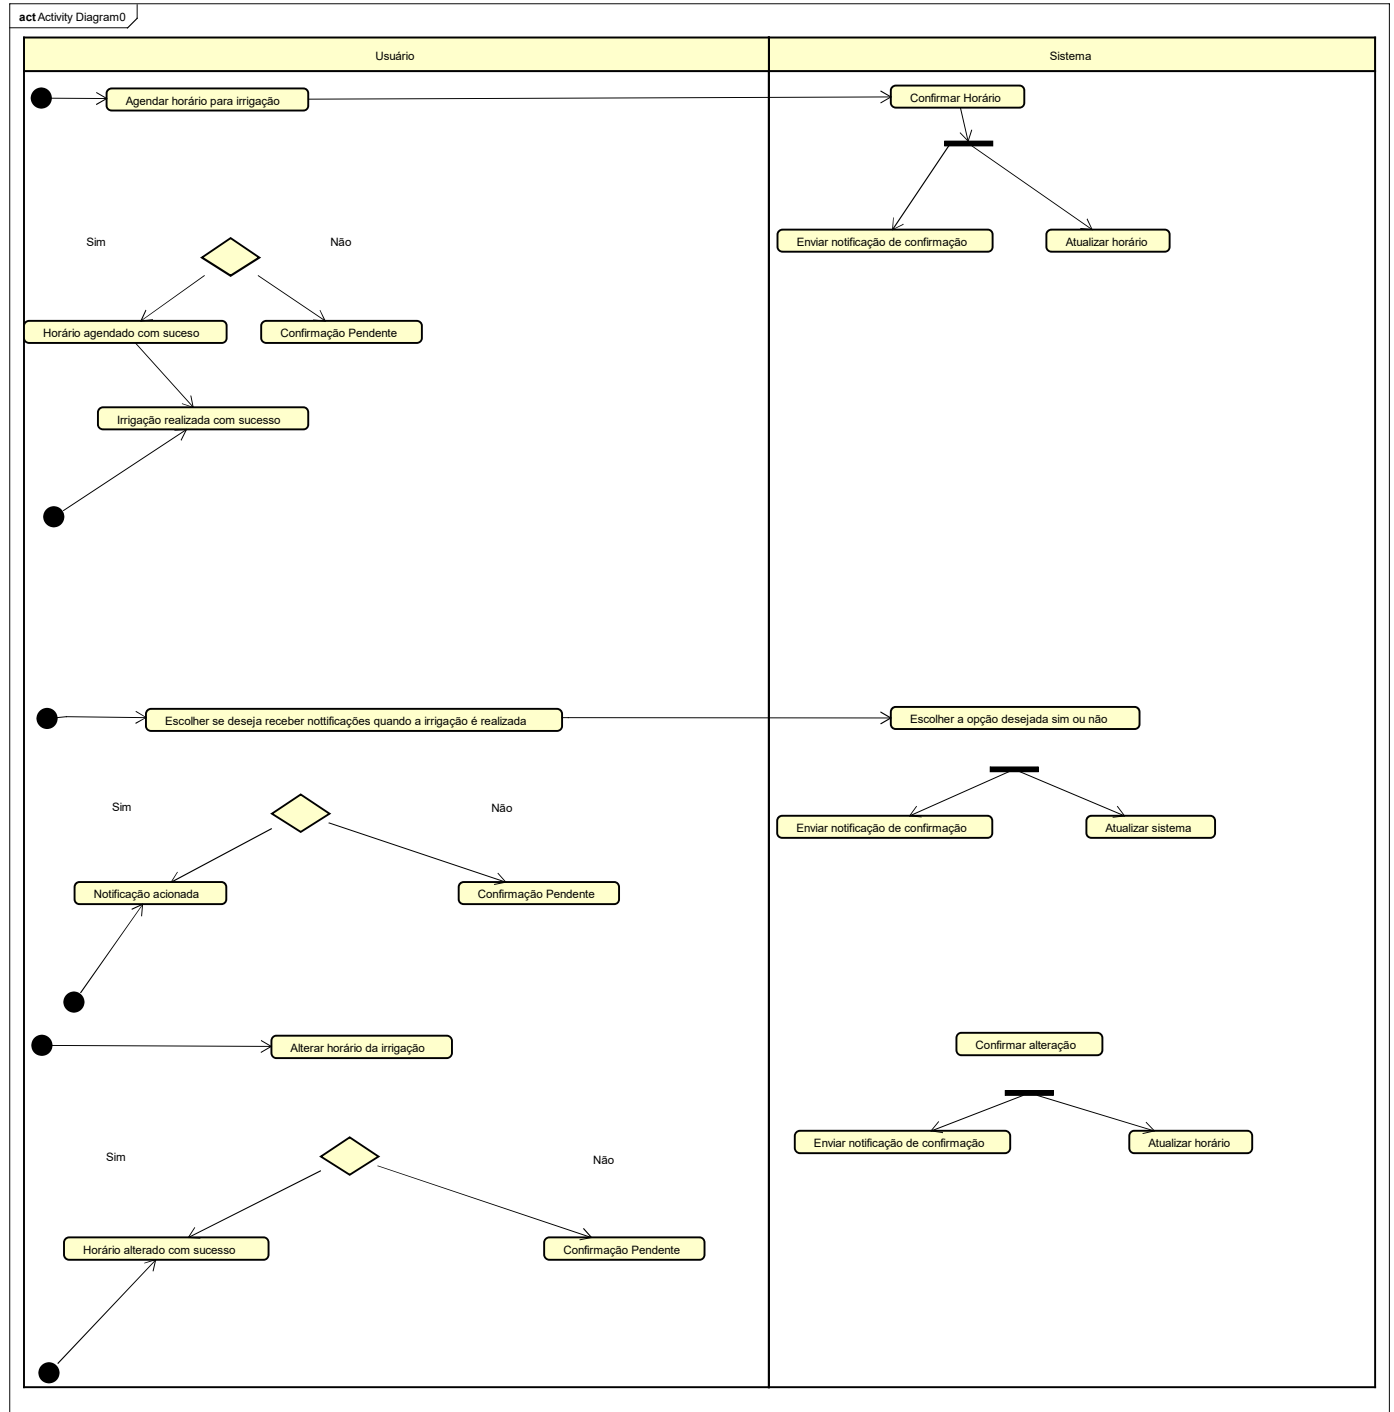 act Activity Diagram0
Usuário
Sistema
Agendar horário para irrigação
Confirmar Horário
Sim
Não
Enviar notificação de confirmação
Atualizar horário
Horário agendado com suceso
Confirmação Pendente
Irrigação realizada com sucesso
Escolher se deseja receber nottificações quando a irrigação é realizada
Escolher a opção desejada sim ou não
Sim
Não
Enviar notificação de confirmação
Atualizar sistema
Notificação acionada
Confirmação Pendente
Alterar horário da irrigação
Confirmar alteração
Enviar notificação de confirmação
Atualizar horário
Sim
Não
Horário alterado com sucesso
Confirmação Pendente